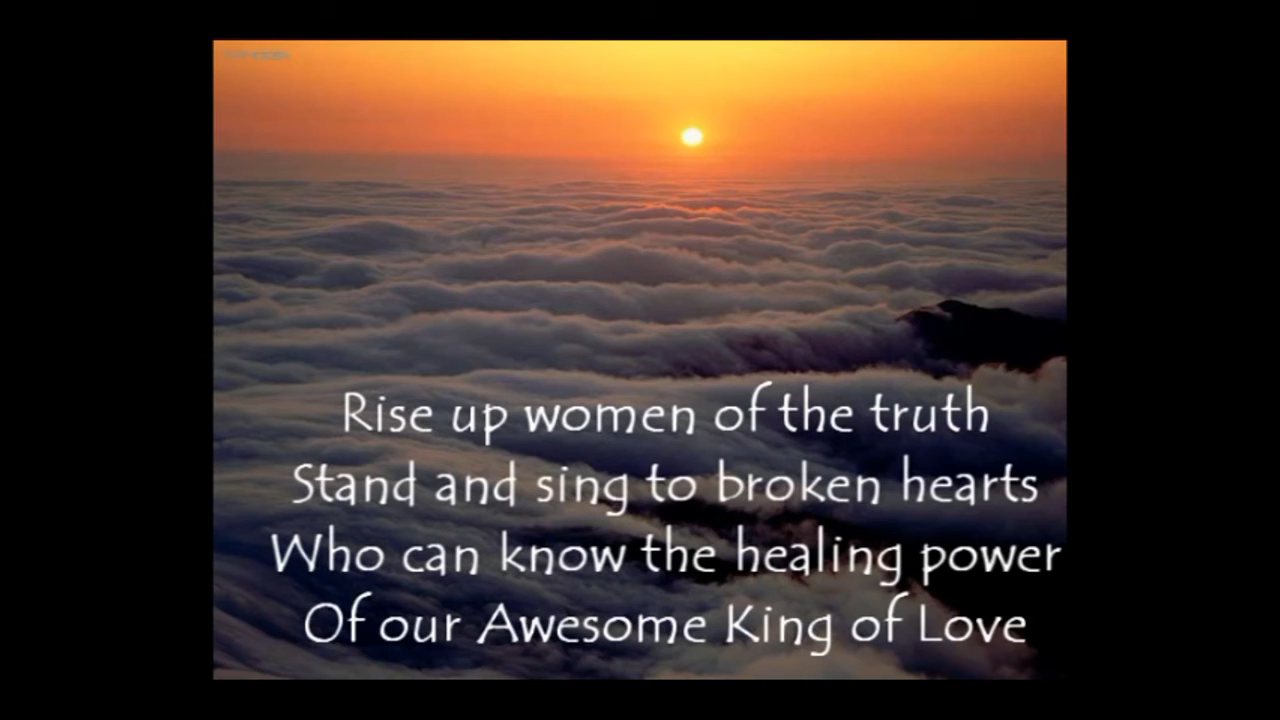 Rise up women of the truth
Stand and sing to broken hearts
Who can know the healing power
Of our Awesome King of Love